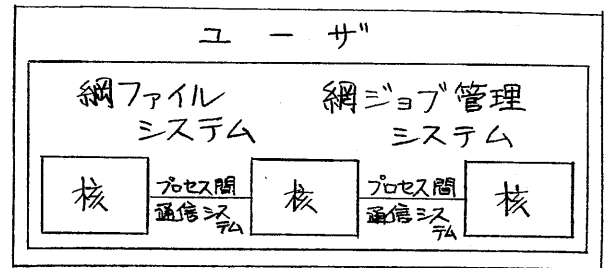 ユーザ
網ファイル
システム
網ジョブ管理
システム
核
プロセス間
通信シス
テム
核
プロセス間
通信シス
テム
核